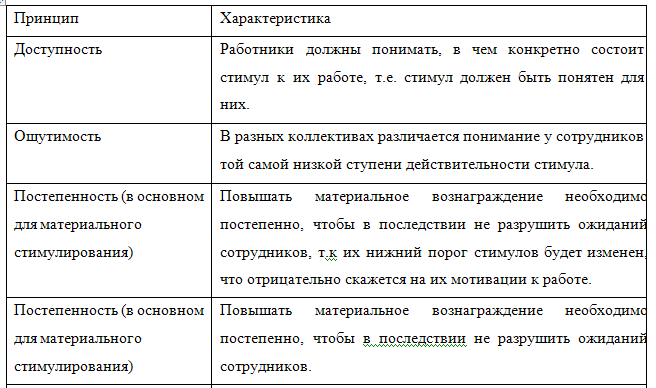 Принцип Характеристика
Доступность Работники должны понимать, в чем конкретно состоит
стимул к их работе, т.е. стимул должен быть понятен для
них.
Ощутимость В разных коллективах различается понимание у сотрудников
той самой низкой ступени действительности стимула.
Постепенность (в основном Повышать материальное вознаграждение необходимо
для материального постепенно, чтобы в последствии не разрушить ожиданий
стимулирования) сотрудников, т.к их нижний порог стимулов будет изменен,
что отрицательно скажется на их мотивации к работе.
Постепенность (в основном Повышать материальное вознаграждение необходимо
для материального постепенно, чтобы в последствии не разрушить ожиданий
стимулирования) сотрудников.